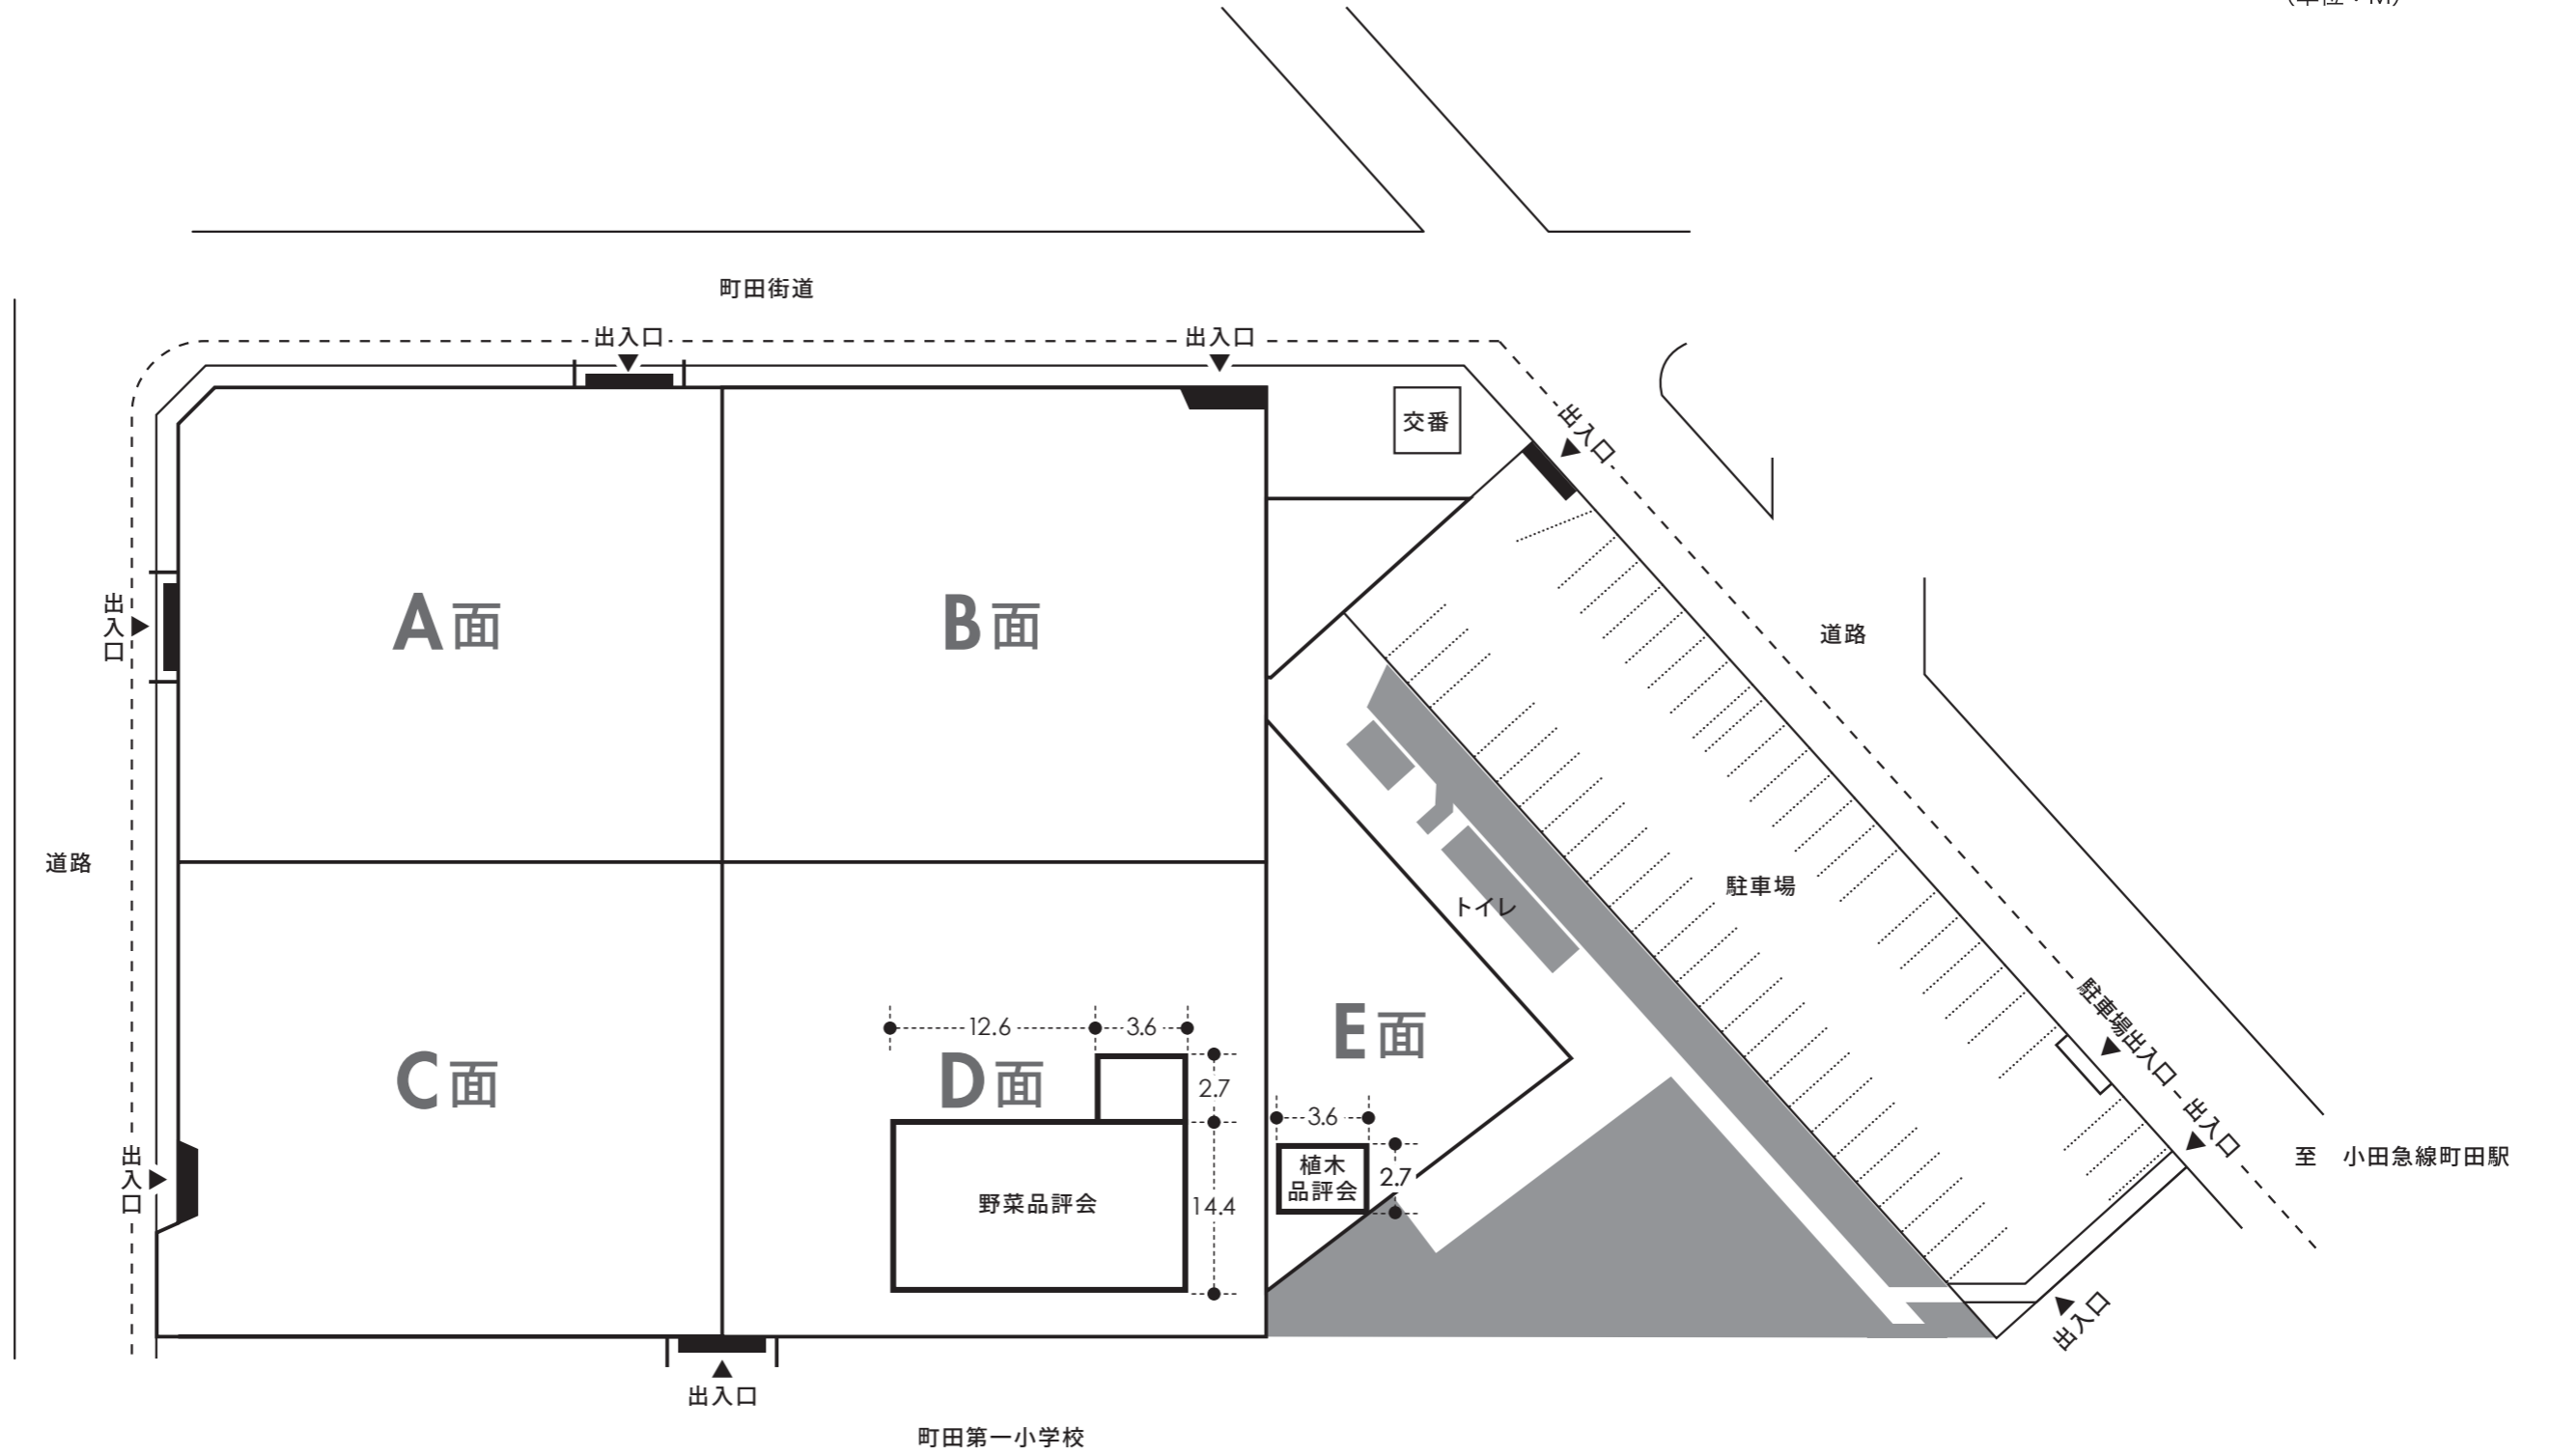 町田街道
出入口
出入口
交番
出入口
A面
B面
出入口
道路
道路
駐車場
トイレ
12.6
3.6
C面
D面
E面
2.7
駐車場出入口
出入口
3.6
植木
品評会
2.7
出入口
野菜品評会
14.4
至 小田急線町田駅
出入口
出入口
町田第一小学校